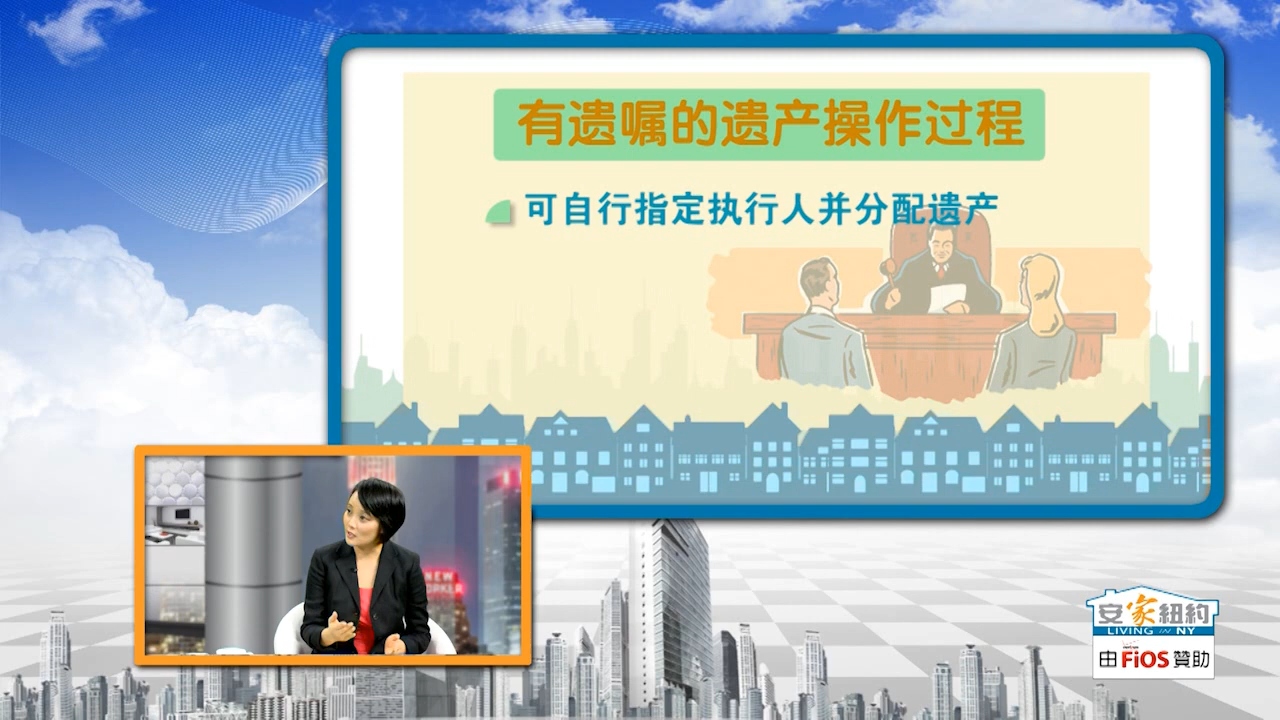 有遗嘱的遗产操作过程
可自行指定执行人并分配遗产
NEW
安家紐約
LIVING IN NY
由FiOS贊助